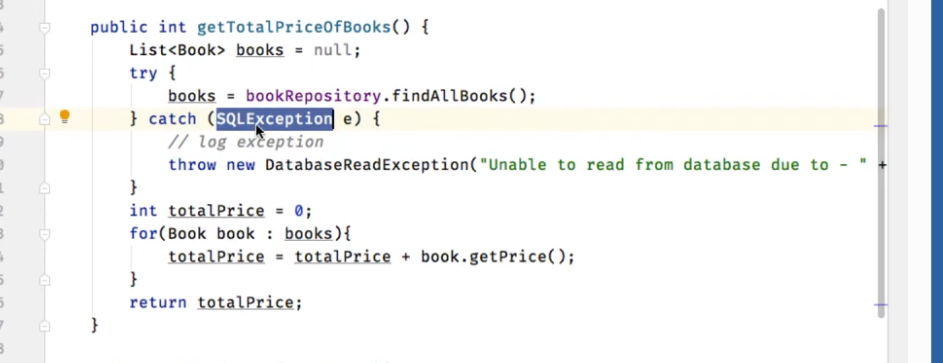 public int getTotalPriceOfBooks() {
List<Book> books = null;
try {
books = bookRepository.findAllBooks();
} catch (SQLException e) {
// log exception
throw new DatabaseReadException("Unable to read from database due to - " +
}
int totalPrice = 0;
for(Book book : books){
totalPrice = totalPrice + book.getPrice();
}
return totalPrice;
}